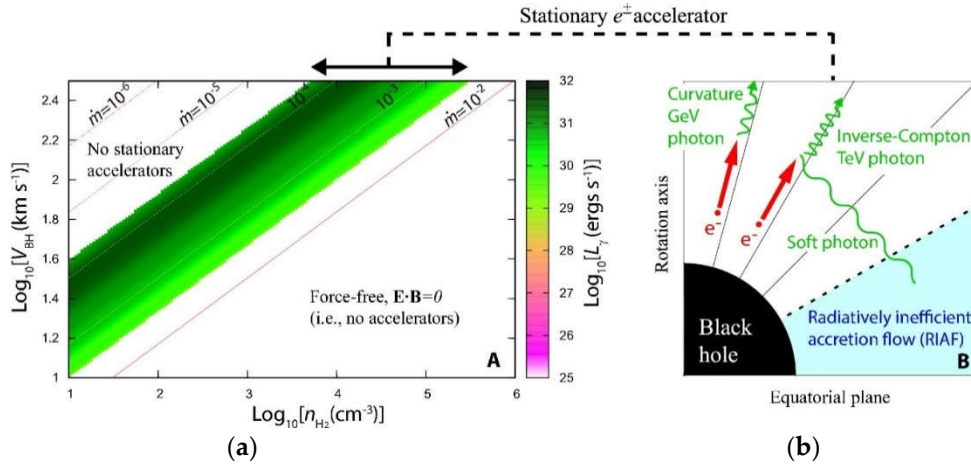 Stationary e± accelerator
2.4
2.2
2.0
1.8
1.6
1.4
1.2
1
Log₁₀[V_BH (km s⁻¹)]
ṁ=10⁻⁶
ṁ=10⁻⁵
10⁻⁴
10⁻³
ṁ=10⁻²
No stationary
accelerators
Force-free, E·B=0
(i.e., no accelerators)
A
1
2
3
4
5
6
Log₁₀[n_H₂(cm⁻³)]
32
31
30
29
28
27
26
25
Log₁₀[Lγ(ergs s⁻¹)]
Curvature
GeV
photon
Inverse-Compton
TeV photon
e⁻
e⁻
Soft photon
Rotation axis
Black
hole
Radiatively inefficient
accretion flow (RIAF)
B
Equatorial plane
(a)
(b)